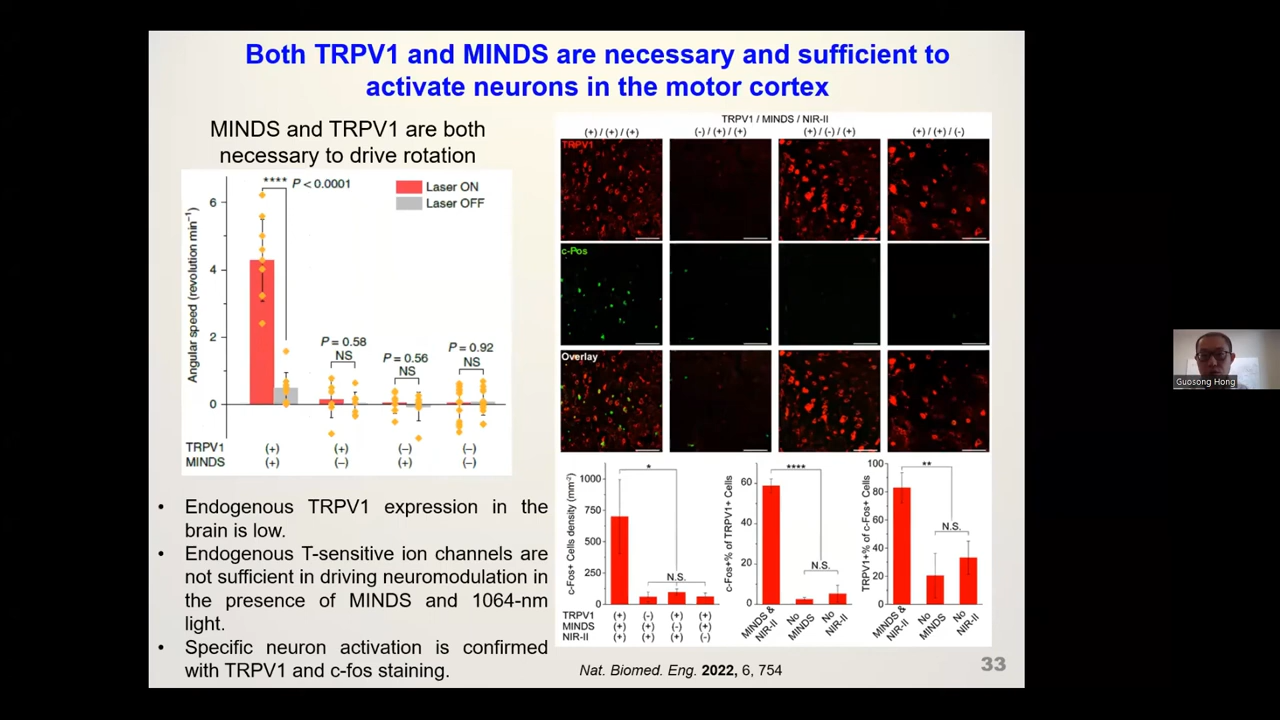 Both TRPV1 and MINDS are necessary and sufficient to
activate neurons in the motor cortex
MINDS and TRPV1 are both
necessary to drive rotation
**** P < 0.0001
Laser ON
Laser OFF
Angular speed (revolution min⁻¹)
6
4
2
0
P = 0.58
NS
P = 0.56
NS
P = 0.92
NS
TRPV1 (+) (+) (–) (–)
MINDS (+) (–) (+) (–)
• Endogenous TRPV1 expression in the
brain is low.
• Endogenous T-sensitive ion channels are
not sufficient in driving neuromodulation in
the presence of MINDS and 1064-nm
light.
• Specific neuron activation is confirmed
with TRPV1 and c-fos staining.
TRPV1 / MINDS / NIR-II
(+) / (+) / (+) (-) / (+) / (+) (+) / (-) / (+) (+) / (+) / (-)
TRPV1
c-Fos
Overlay
c-Fos+ Cells density (mm⁻²)
1000
750
500
250
0
*
N.S.
TRPV1 (+) (-) (+) (+)
MINDS (+) (+) (-) (+)
NIR-II (+) (+) (+) (-)
c-Fos+% of TRPV1+ Cells
60
40
20
0
****
N.S.
MINDS & NIR-II
No MINDS
No NIR-II
TRPV1+% of c-Fos+ Cells
100
80
60
40
20
0
**
N.S.
MINDS & NIR-II
No MINDS
No NIR-II
Nat. Biomed. Eng. 2022, 6, 754
33
Guosong Hong